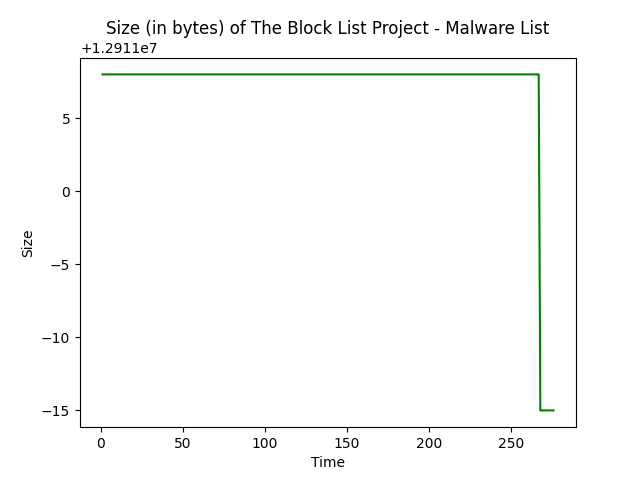 Size (in bytes) of The Block List Project - Malware List
+1.2911e7
5
0
−5
−10
−15
Size
0 50 100 150 200 250
Time